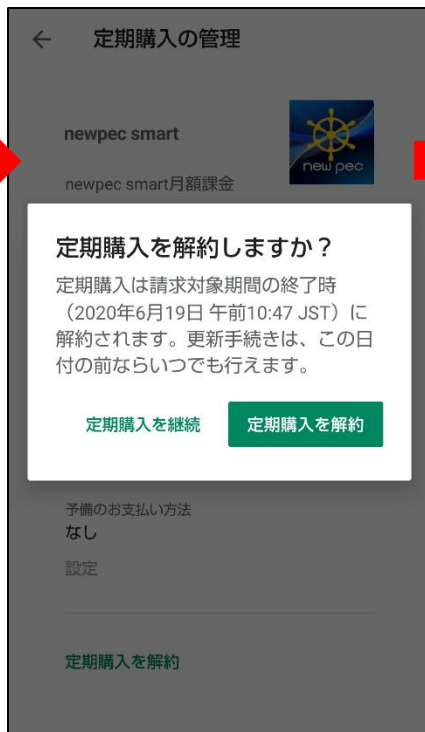 定期購入の管理
newpec smart
new pec
newpec smart月額課金
定期購入を解約しますか？
定期購入は請求対象期間の終了時
（2020年6月19日 午前10:47 JST）に
解約されます。更新手続きは、この日
付の前ならいつでも行えます。
定期購入を継続
定期購入を解約
予備のお支払い方法
なし
設定
定期購入を解約